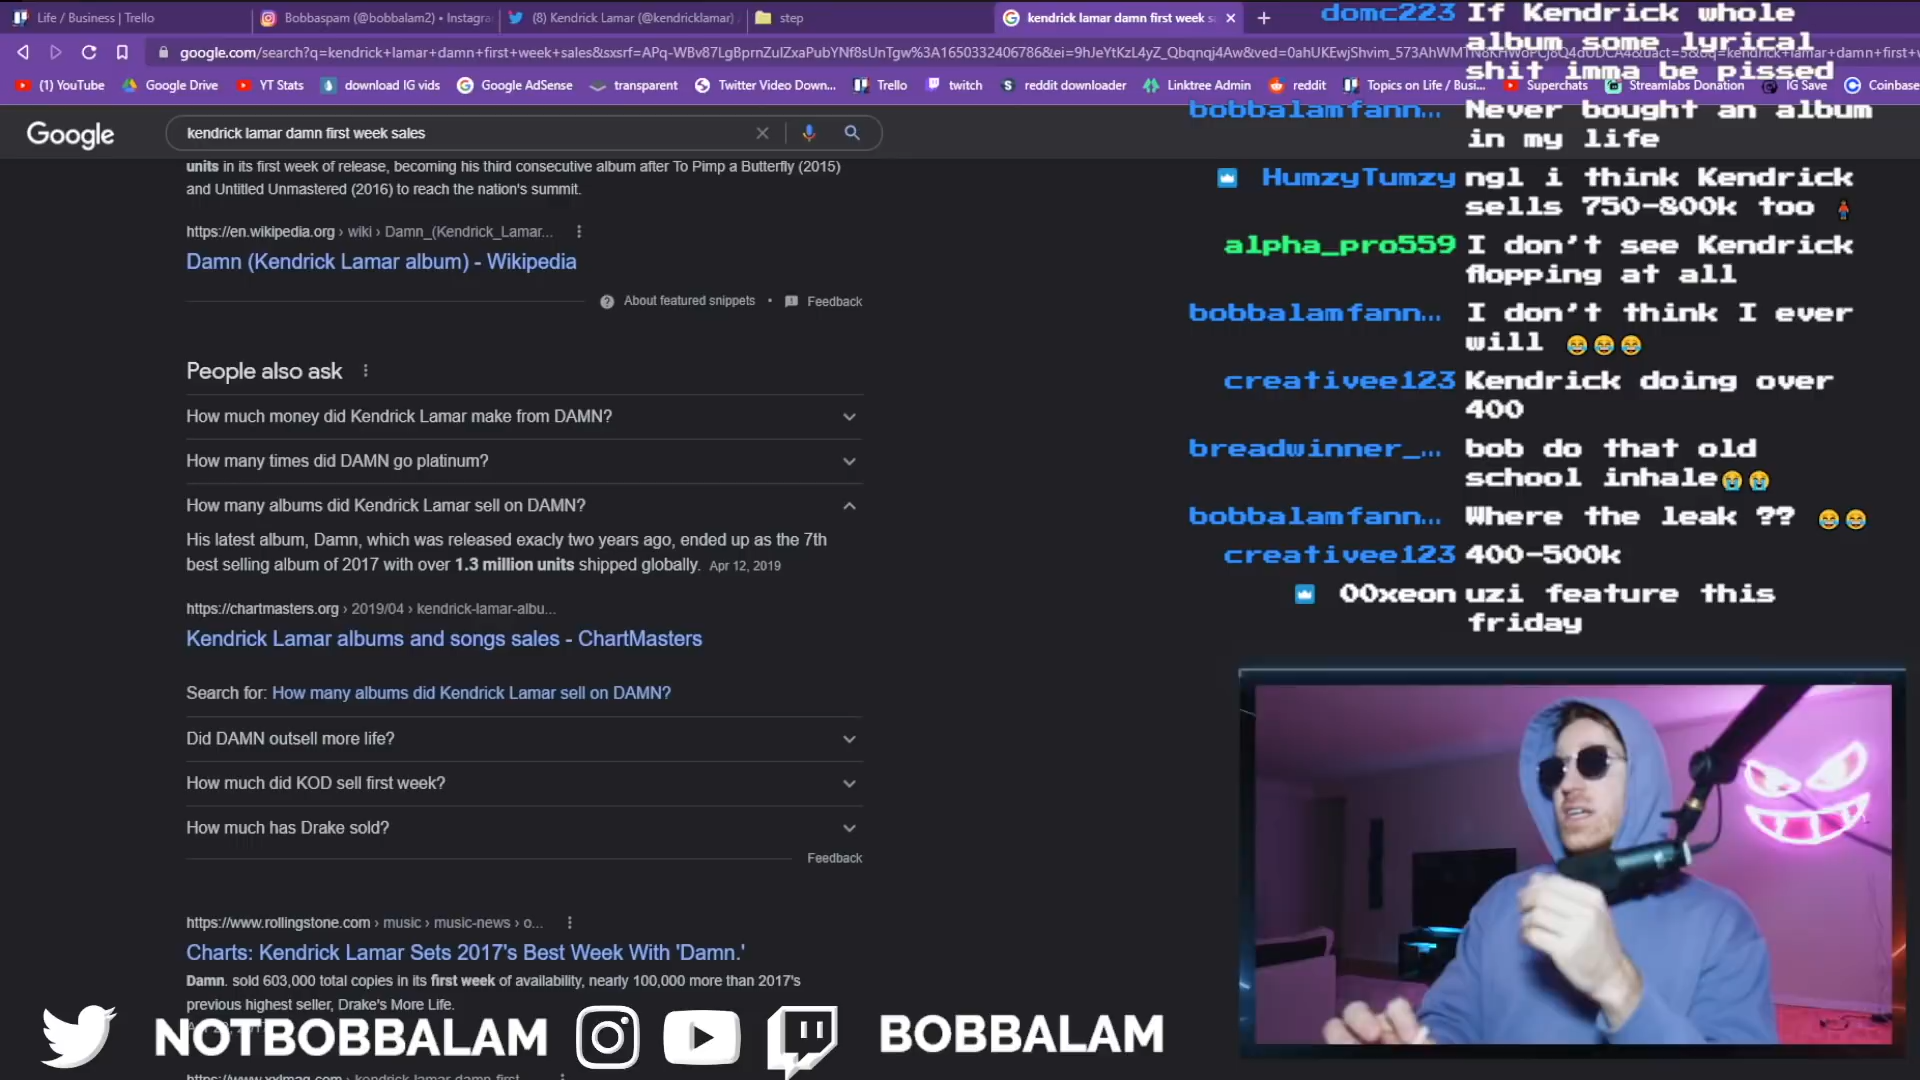 Life / Business | Trello
Bobbaspam (@bobbalam2) • Instagra
(8) Kendrick Lamar (@kendricklamar)
step
kendrick lamar damn first week s
google.com/search?q=kendrick+lamar+damn+first+week+sales&sxsrf=
(1) YouTube
Google Drive
YT Stats
download IG vids
Google AdSense
transparent
Twitter Video Down...
Trello
twitch
reddit downloader
Linktree Admin
reddit
Topics on Life / Busi...
Superchats
Streamlabs Donation
IG Save
Coinbase
Google
kendrick lamar damn first week sales
units in its first week of release, becoming his third consecutive album after To Pimp a Butterfly (2015)
and Untitled Unmastered (2016) to reach the nation's summit.
https://en.wikipedia.org › wiki › Damn_(Kendrick_Lamar...
Damn (Kendrick Lamar album) - Wikipedia
About featured snippets • Feedback
People also ask
How much money did Kendrick Lamar make from DAMN?
How many times did DAMN go platinum?
How many albums did Kendrick Lamar sell on DAMN?
His latest album, Damn, which was released exacly two years ago, ended up as the 7th
best selling album of 2017 with over 1.3 million units shipped globally. Apr 12, 2019
https://chartmasters.org › 2019/04 › kendrick-lamar-albu...
Kendrick Lamar albums and songs sales - ChartMasters
Search for: How many albums did Kendrick Lamar sell on DAMN?
Did DAMN outsell more life?
How much did KOD sell first week?
How much has Drake sold?
Feedback
https://www.rollingstone.com › music › music-news › o...
Charts: Kendrick Lamar Sets 2017's Best Week With 'Damn.'
Damn. sold 603,000 total copies in its first week of availability, nearly 100,000 more than 2017's
previous highest seller, Drake's More Life.
domc223 If Kendrick whole
album some lyrical
shit imma be pissed
bobbalamfann... Never bought an album
in my life
HumzyTumzy ngl i think Kendrick
sells 750-800k too
alpha_pro559 I don't see Kendrick
flopping at all
bobbalamfann... I don't think I ever
will 😂😂😂
creativee123 Kendrick doing over
400
breadwinner_... bob do that old
school inhale😭😭
bobbalamfann... Where the leak ?? 😂😂
creativee123 400-500k
00xeon uzi feature this
friday
NOTBOBBALAM
BOBBALAM